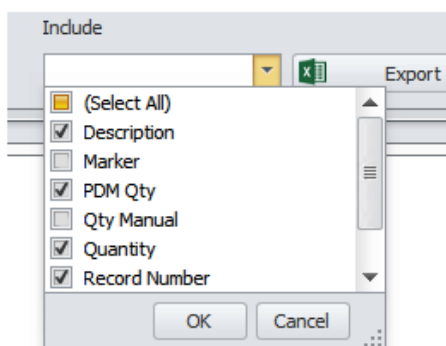 Include
Export
(Select All)
Description
Marker
PDM Qty
Qty Manual
Quantity
Record Number
OK Cancel